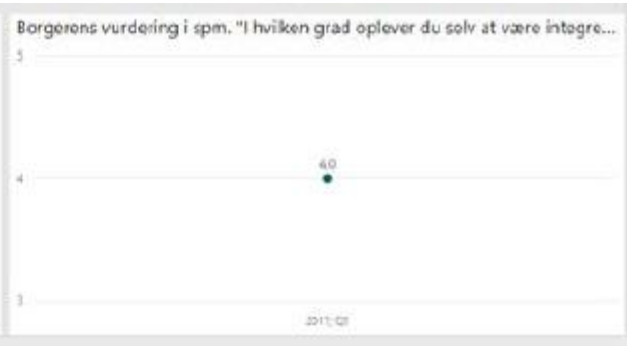 Borgerens vurdering i spm. "I hvilken grad oplever du selv at være integre...
5
4,0
4
3